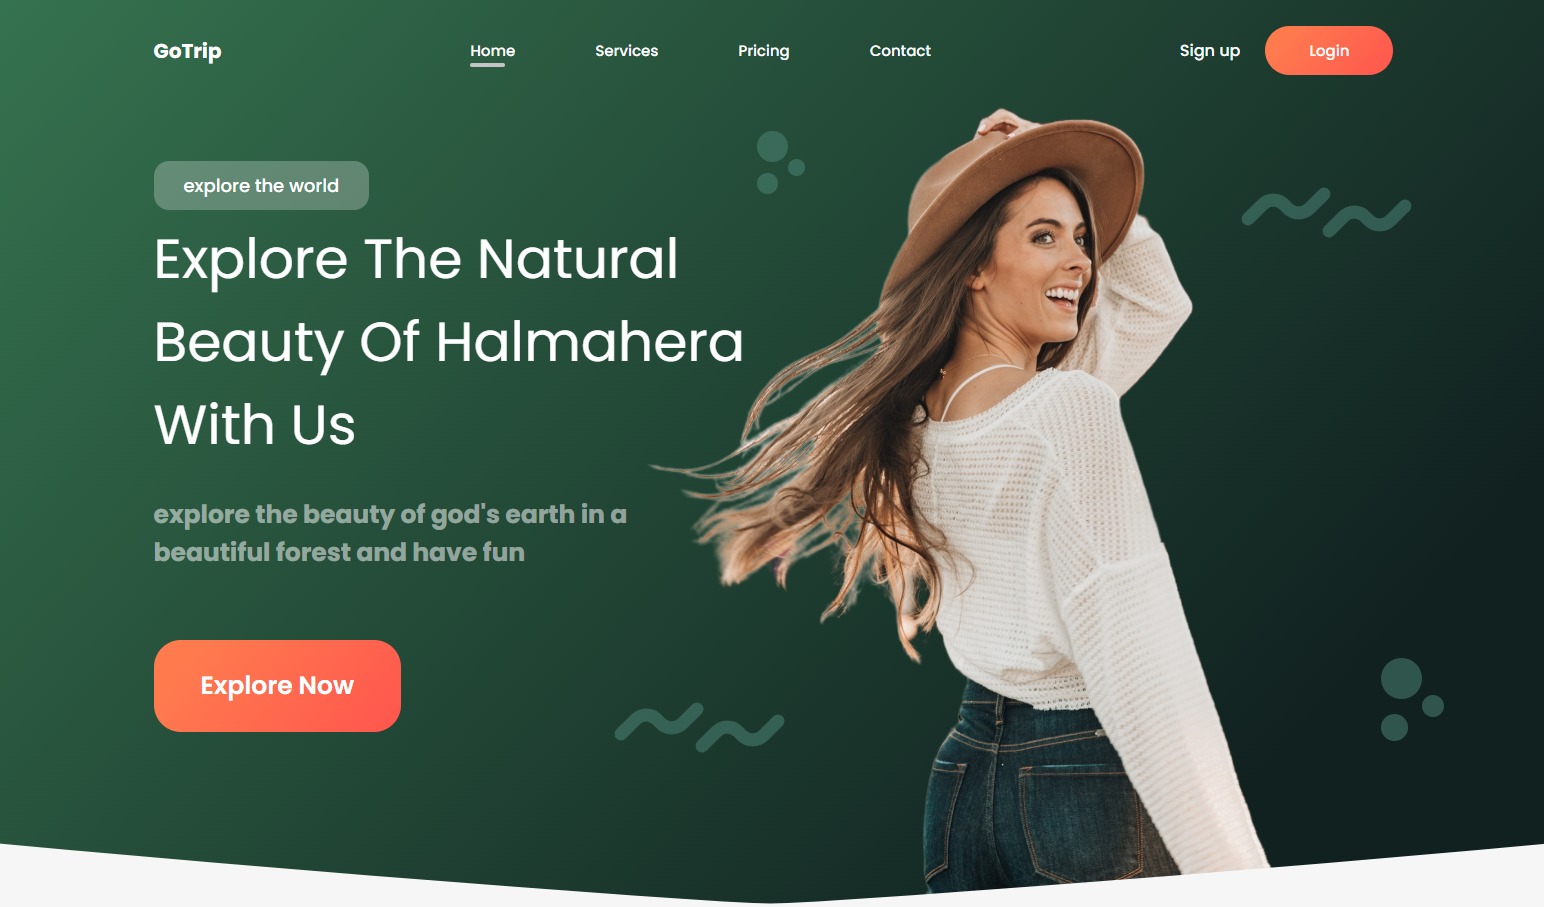 GoTrip
Home
Services
Pricing
Contact
Sign up
Login
explore the world
Explore The Natural
Beauty Of Halmahera
With Us
explore the beauty of god's earth in a
beautiful forest and have fun
Explore Now